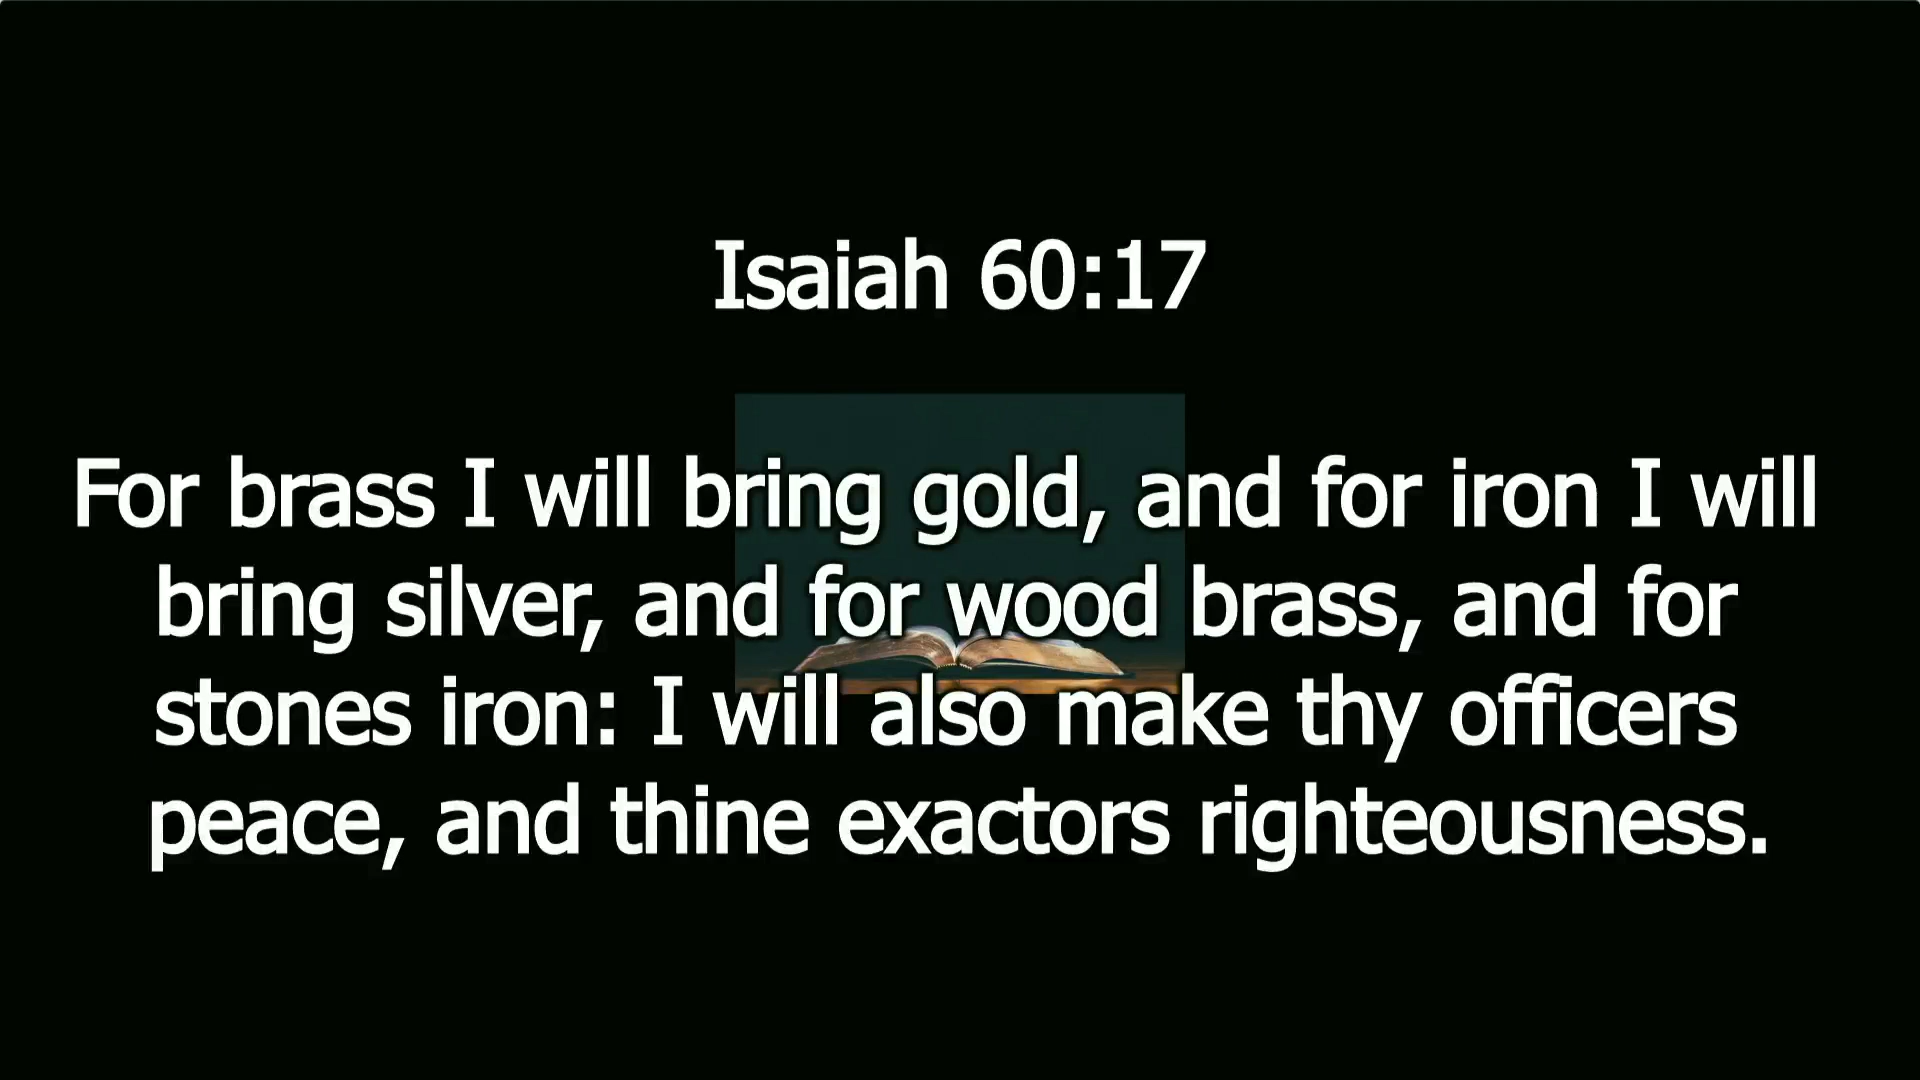 Isaiah 60:17
For brass I will bring gold, and for iron I will
bring silver, and for wood brass, and for
stones iron: I will also make thy officers
peace, and thine exactors righteousness.